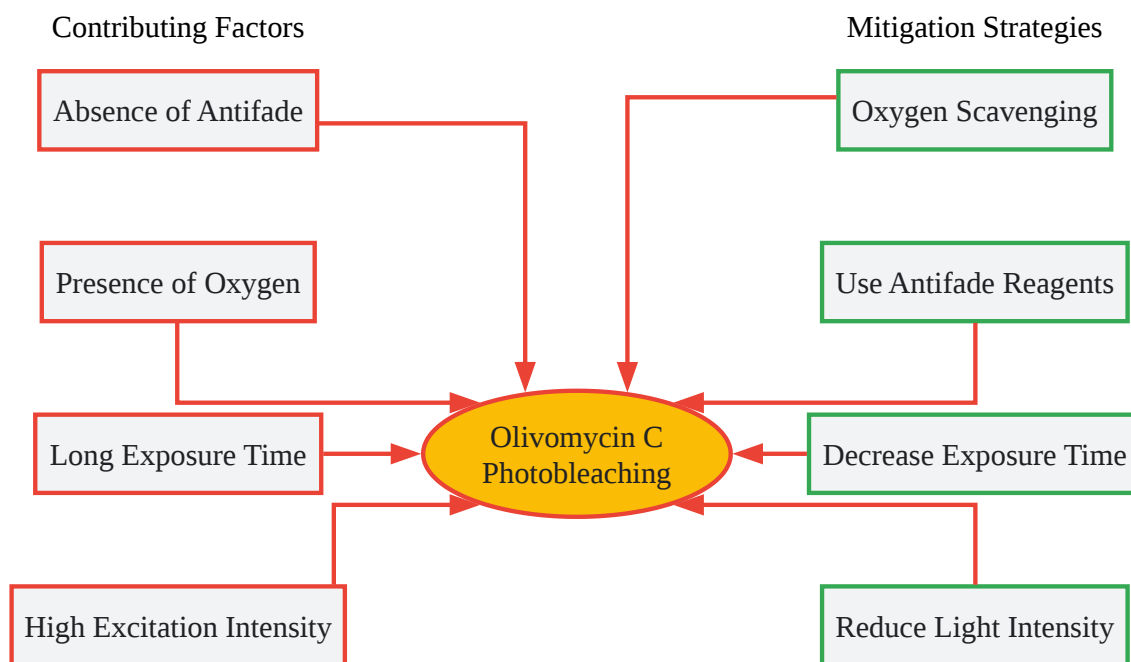 Contributing Factors
Mitigation Strategies
Absence of Antifade
Oxygen Scavenging
Presence of Oxygen
Use Antifade Reagents
Long Exposure Time
Olivomycin C
Photobleaching
Decrease Exposure Time
High Excitation Intensity
Reduce Light Intensity